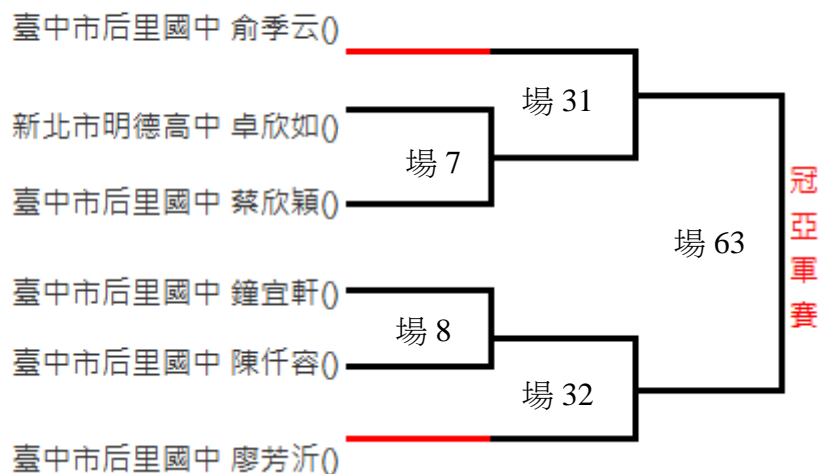 臺中市后里國中 俞季云()
場 31
新北市明德高中 卓欣如()
場 7
臺中市后里國中 蔡欣穎()
場 63
冠亞軍賽
臺中市后里國中 鐘宜軒()
場 8
臺中市后里國中 陳仟容()
場 32
臺中市后里國中 廖芳沂()